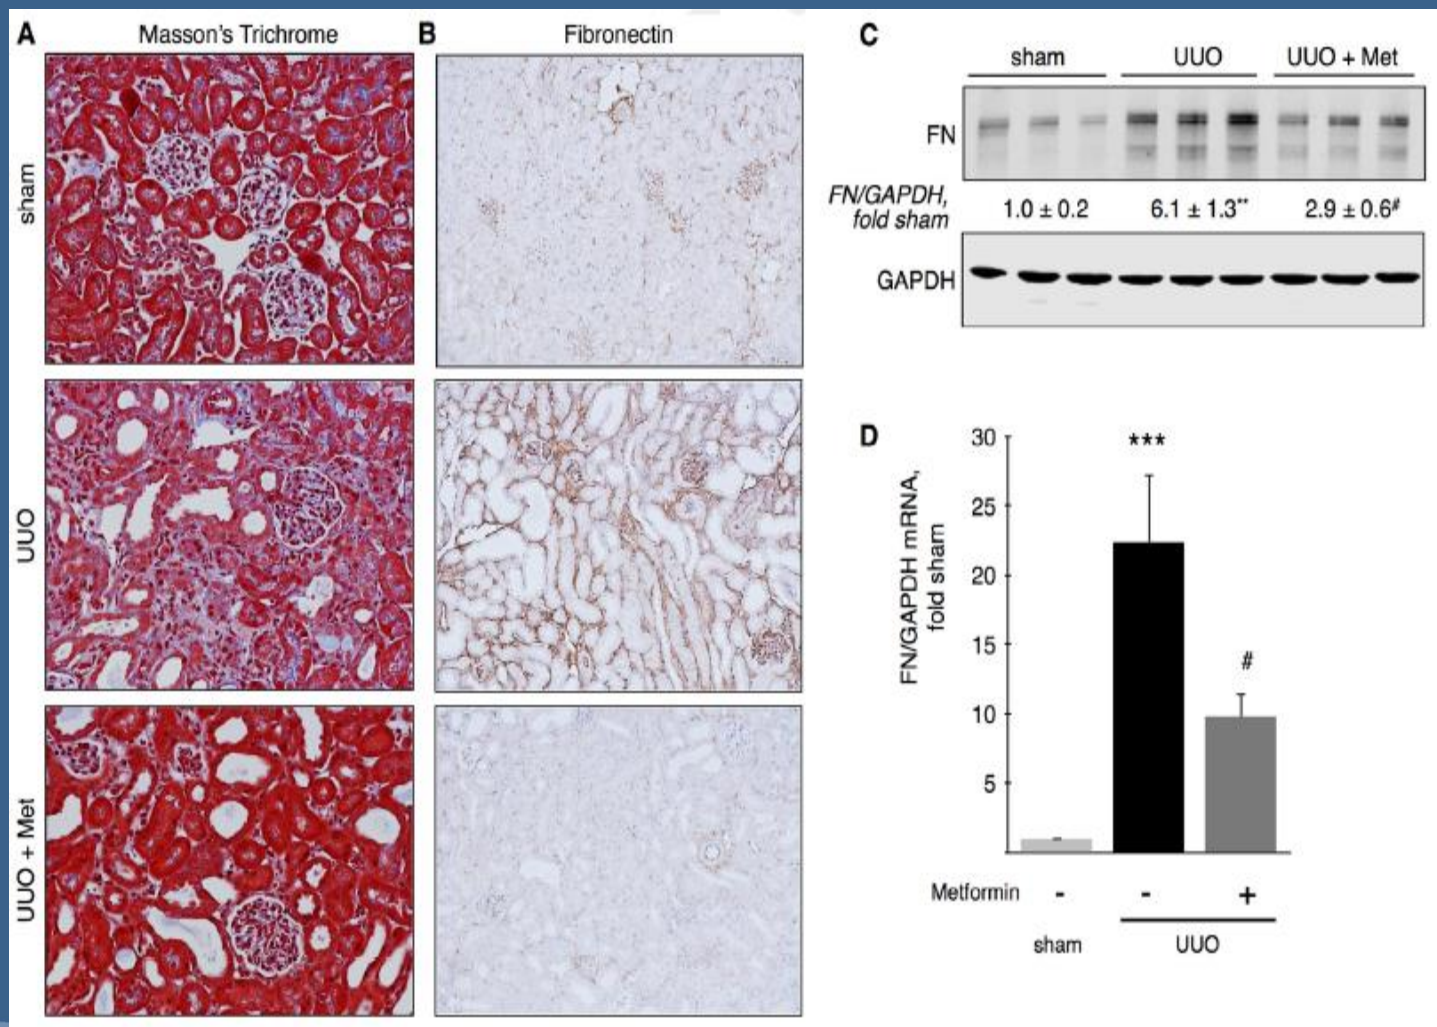 A Masson's Trichrome
B Fibronectin
sham
UUO
UUO + Met
C
sham UUO UUO + Met
FN
FN/GAPDH,
fold sham
1.0 ± 0.2 6.1 ± 1.3** 2.9 ± 0.6#
GAPDH
D
FN/GAPDH mRNA,
fold sham
30
25
20
15
10
5
***
#
Metformin - - +
sham UUO